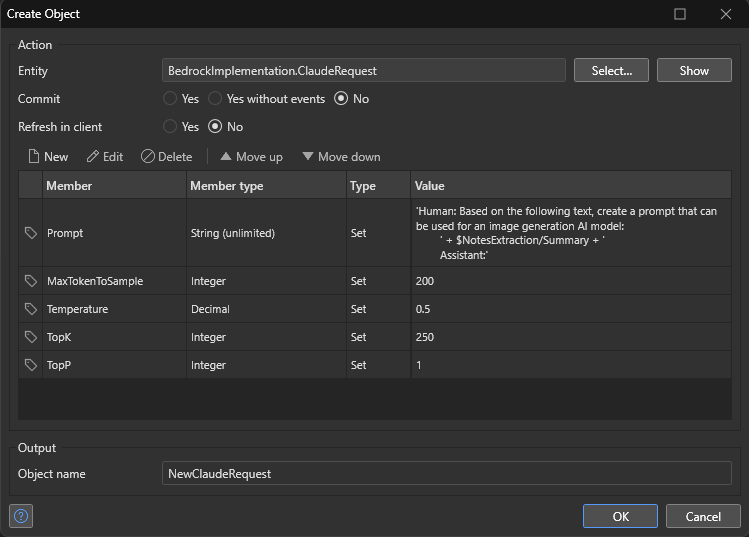 Create Object
Action
Entity BedrockImplementation.ClaudeRequest Select... Show
Commit Yes Yes without events No
Refresh in client Yes No
New Edit Delete Move up Move down
Member Member type Type Value
Prompt String (unlimited) Set 'Human: Based on the following text, create a prompt that can
be used for an image generation AI model:
' + $NotesExtraction/Summary + '
Assistant:'
MaxTokenToSample Integer Set 200
Temperature Decimal Set 0.5
TopK Integer Set 250
TopP Integer Set 1
Output
Object name NewClaudeRequest
? OK Cancel